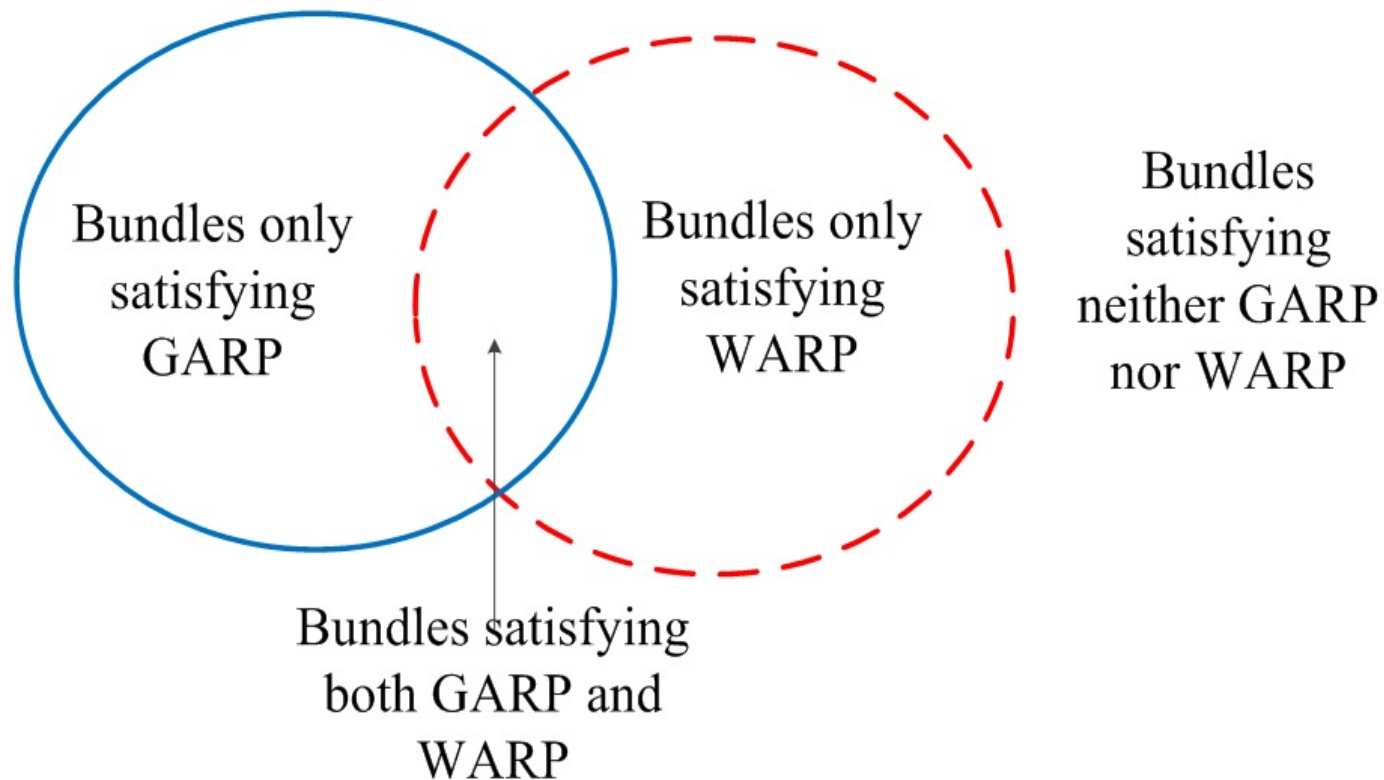 Bundles only
satisfying
GARP
Bundles only
satisfying
WARP
Bundles
satisfying
neither GARP
nor WARP
Bundles satisfying
both GARP and
WARP